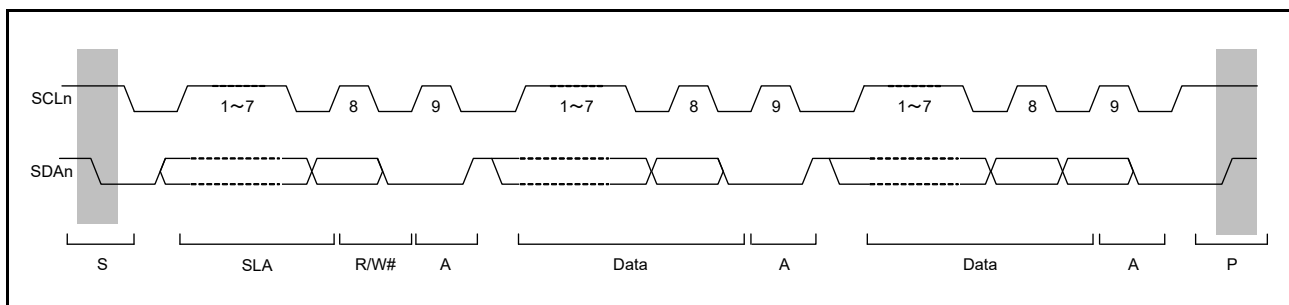 SCLn 1～7 8 9 1～7 8 9 1～7 8 9
SDAn
S SLA R/W# A Data A Data A P